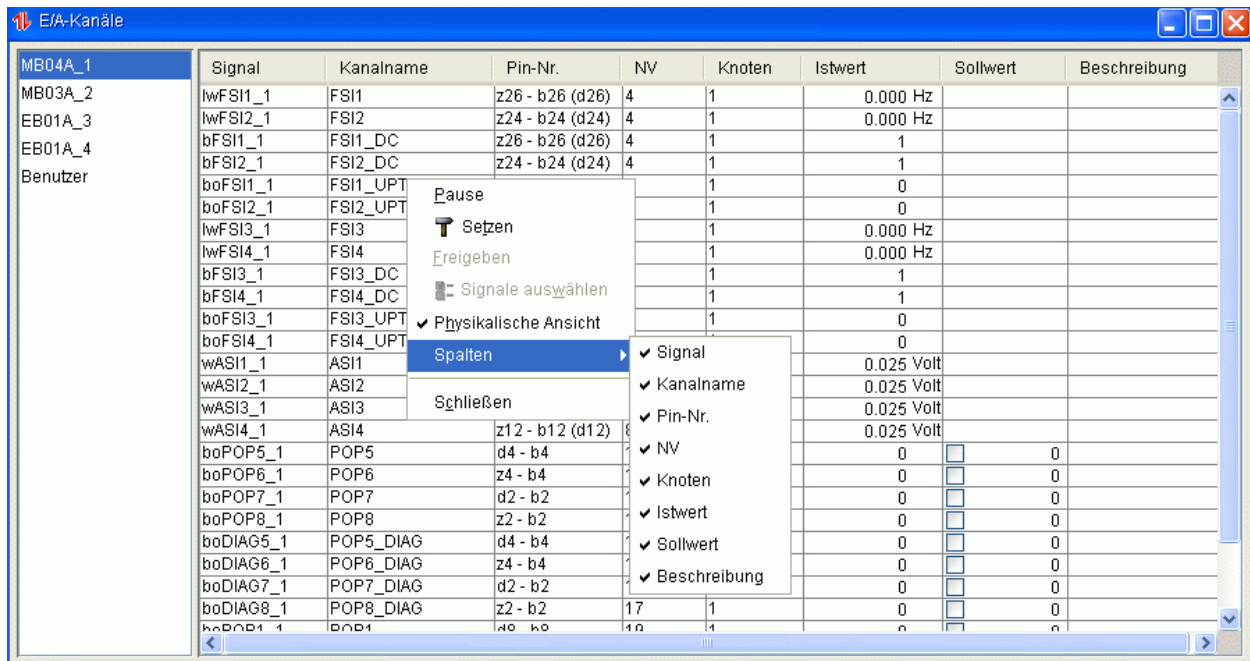 E/A-Kanäle
MB04A_1
MB03A_2
EB01A_3
EB01A_4
Benutzer
Signal Kanalname Pin-Nr. NV Knoten Istwert Sollwert Beschreibung
lwFSI1_1 FSI1 z26 - b26 (d26) 4 1 0.000 Hz
lwFSI2_1 FSI2 z24 - b24 (d24) 4 1 0.000 Hz
bFSI1_1 FSI1_DC z26 - b26 (d26) 4 1 1
bFSI2_1 FSI2_DC z24 - b24 (d24) 4 1 1
boFSI1_1 FSI1_UPT 1 0
boFSI2_1 FSI2_UPT 1 0
lwFSI3_1 FSI3 1 0.000 Hz
lwFSI4_1 FSI4 1 0.000 Hz
bFSI3_1 FSI3_DC 1 1
bFSI4_1 FSI4_DC 1 1
boFSI3_1 FSI3_UPT 1 0
boFSI4_1 FSI4_UPT 0
wASI1_1 ASI1 0.025 Volt
wASI2_1 ASI2 0.025 Volt
wASI3_1 ASI3 0.025 Volt
wASI4_1 ASI4 z12 - b12 (d12) 0.025 Volt
boPOP5_1 POP5 d4 - b4 0 0
boPOP6_1 POP6 z4 - b4 0 0
boPOP7_1 POP7 d2 - b2 0 0
boPOP8_1 POP8 z2 - b2 0 0
boDIAG5_1 POP5_DIAG d4 - b4 0 0
boDIAG6_1 POP6_DIAG z4 - b4 0 0
boDIAG7_1 POP7_DIAG d2 - b2 0 0
boDIAG8_1 POP8_DIAG z2 - b2 17 1 0 0
boPOP1_1 POP1 d8 - b8 19 1 0 0
Pause
Setzen
Freigeben
Signale auswählen
Physikalische Ansicht
Spalten
Schließen
Signal
Kanalname
Pin-Nr.
NV
Knoten
Istwert
Sollwert
Beschreibung